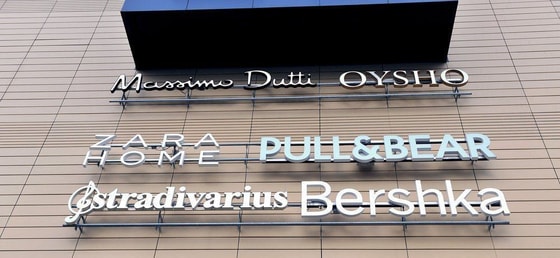 Massimo Dutti OYSHO
ZARA HOME PULL&BEAR
Stradivarius Bershka